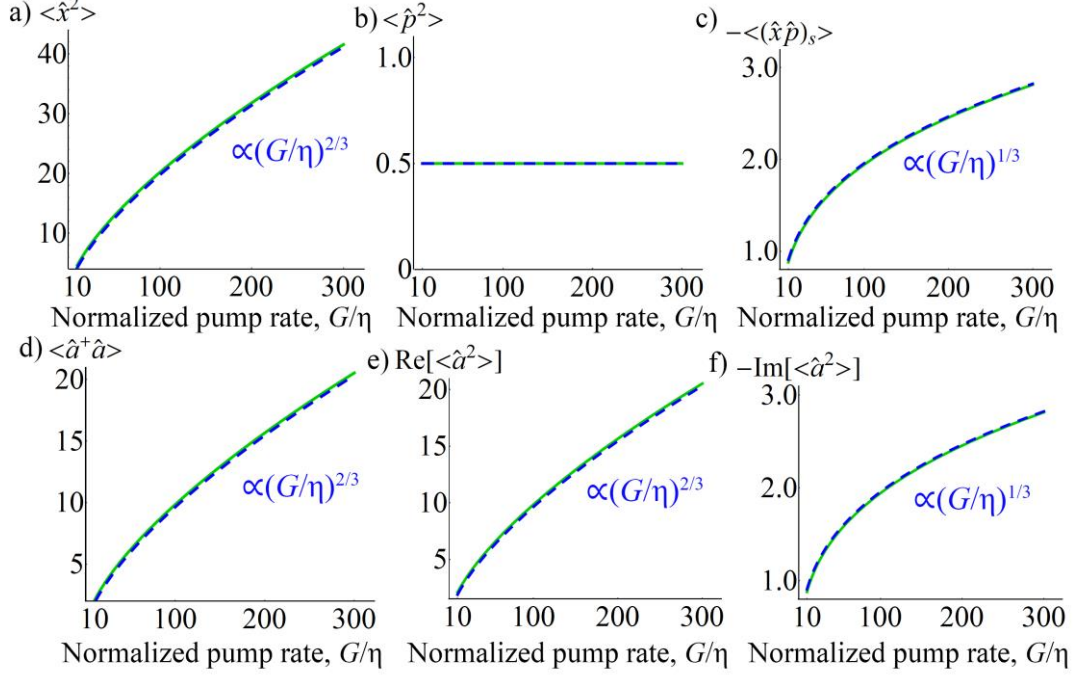 a) <x̂²>
40
30
20
10
∝(G/η)^2/3
10 100 200 300
Normalized pump rate, G/η
b) <p̂²>
1.0
0.5
0
10 100 200 300
Normalized pump rate, G/η
c) −<(x̂p̂)ₛ>
3.0
2.0
1.0
∝(G/η)^1/3
10 100 200 300
Normalized pump rate, G/η
d) <â⁺â>
20
15
10
5
∝(G/η)^2/3
10 100 200 300
Normalized pump rate, G/η
e) Re[<â²>]
20
15
10
5
∝(G/η)^2/3
10 100 200 300
Normalized pump rate, G/η
f) −Im[<â²>]
3.0
2.0
1.0
∝(G/η)^1/3
10 100 200 300
Normalized pump rate, G/η